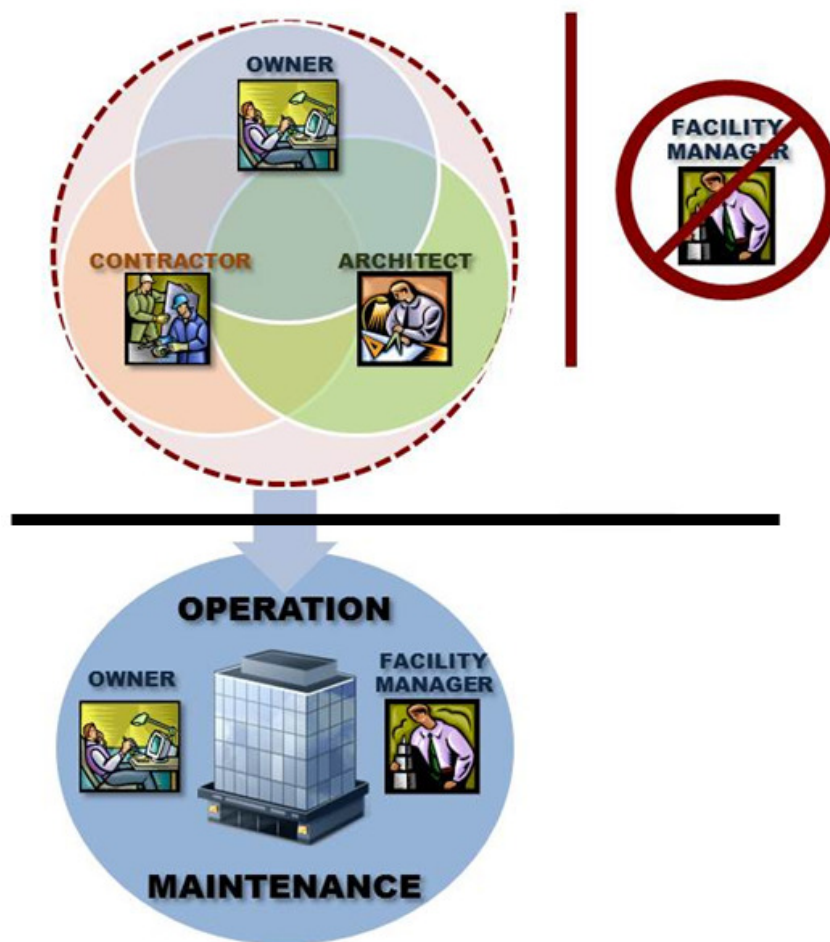 OWNER
FACILITY
MANAGER
CONTRACTOR
ARCHITECT
OPERATION
OWNER
FACILITY
MANAGER
MAINTENANCE